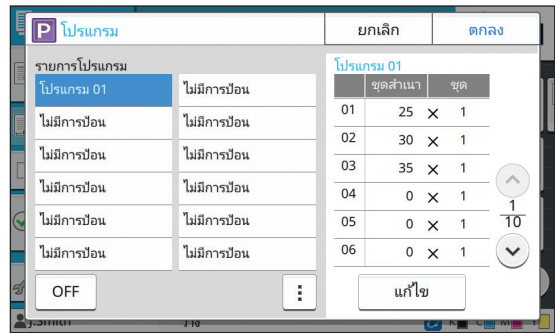 P โปรแกรม
ยกเลิก
ตกลง
รายการโปรแกรม
โปรแกรม 01
ไม่มีการป้อน
ไม่มีการป้อน
ไม่มีการป้อน
ไม่มีการป้อน
ไม่มีการป้อน
ไม่มีการป้อน
ไม่มีการป้อน
ไม่มีการป้อน
ไม่มีการป้อน
ไม่มีการป้อน
ไม่มีการป้อน
OFF
โปรแกรม 01
ชุดสำเนา ชุด
01 25 × 1
02 30 × 1
03 35 × 1
04 0 × 1
05 0 × 1
06 0 × 1
1
10
แก้ไข
J.Smith ว่าง K C M Y